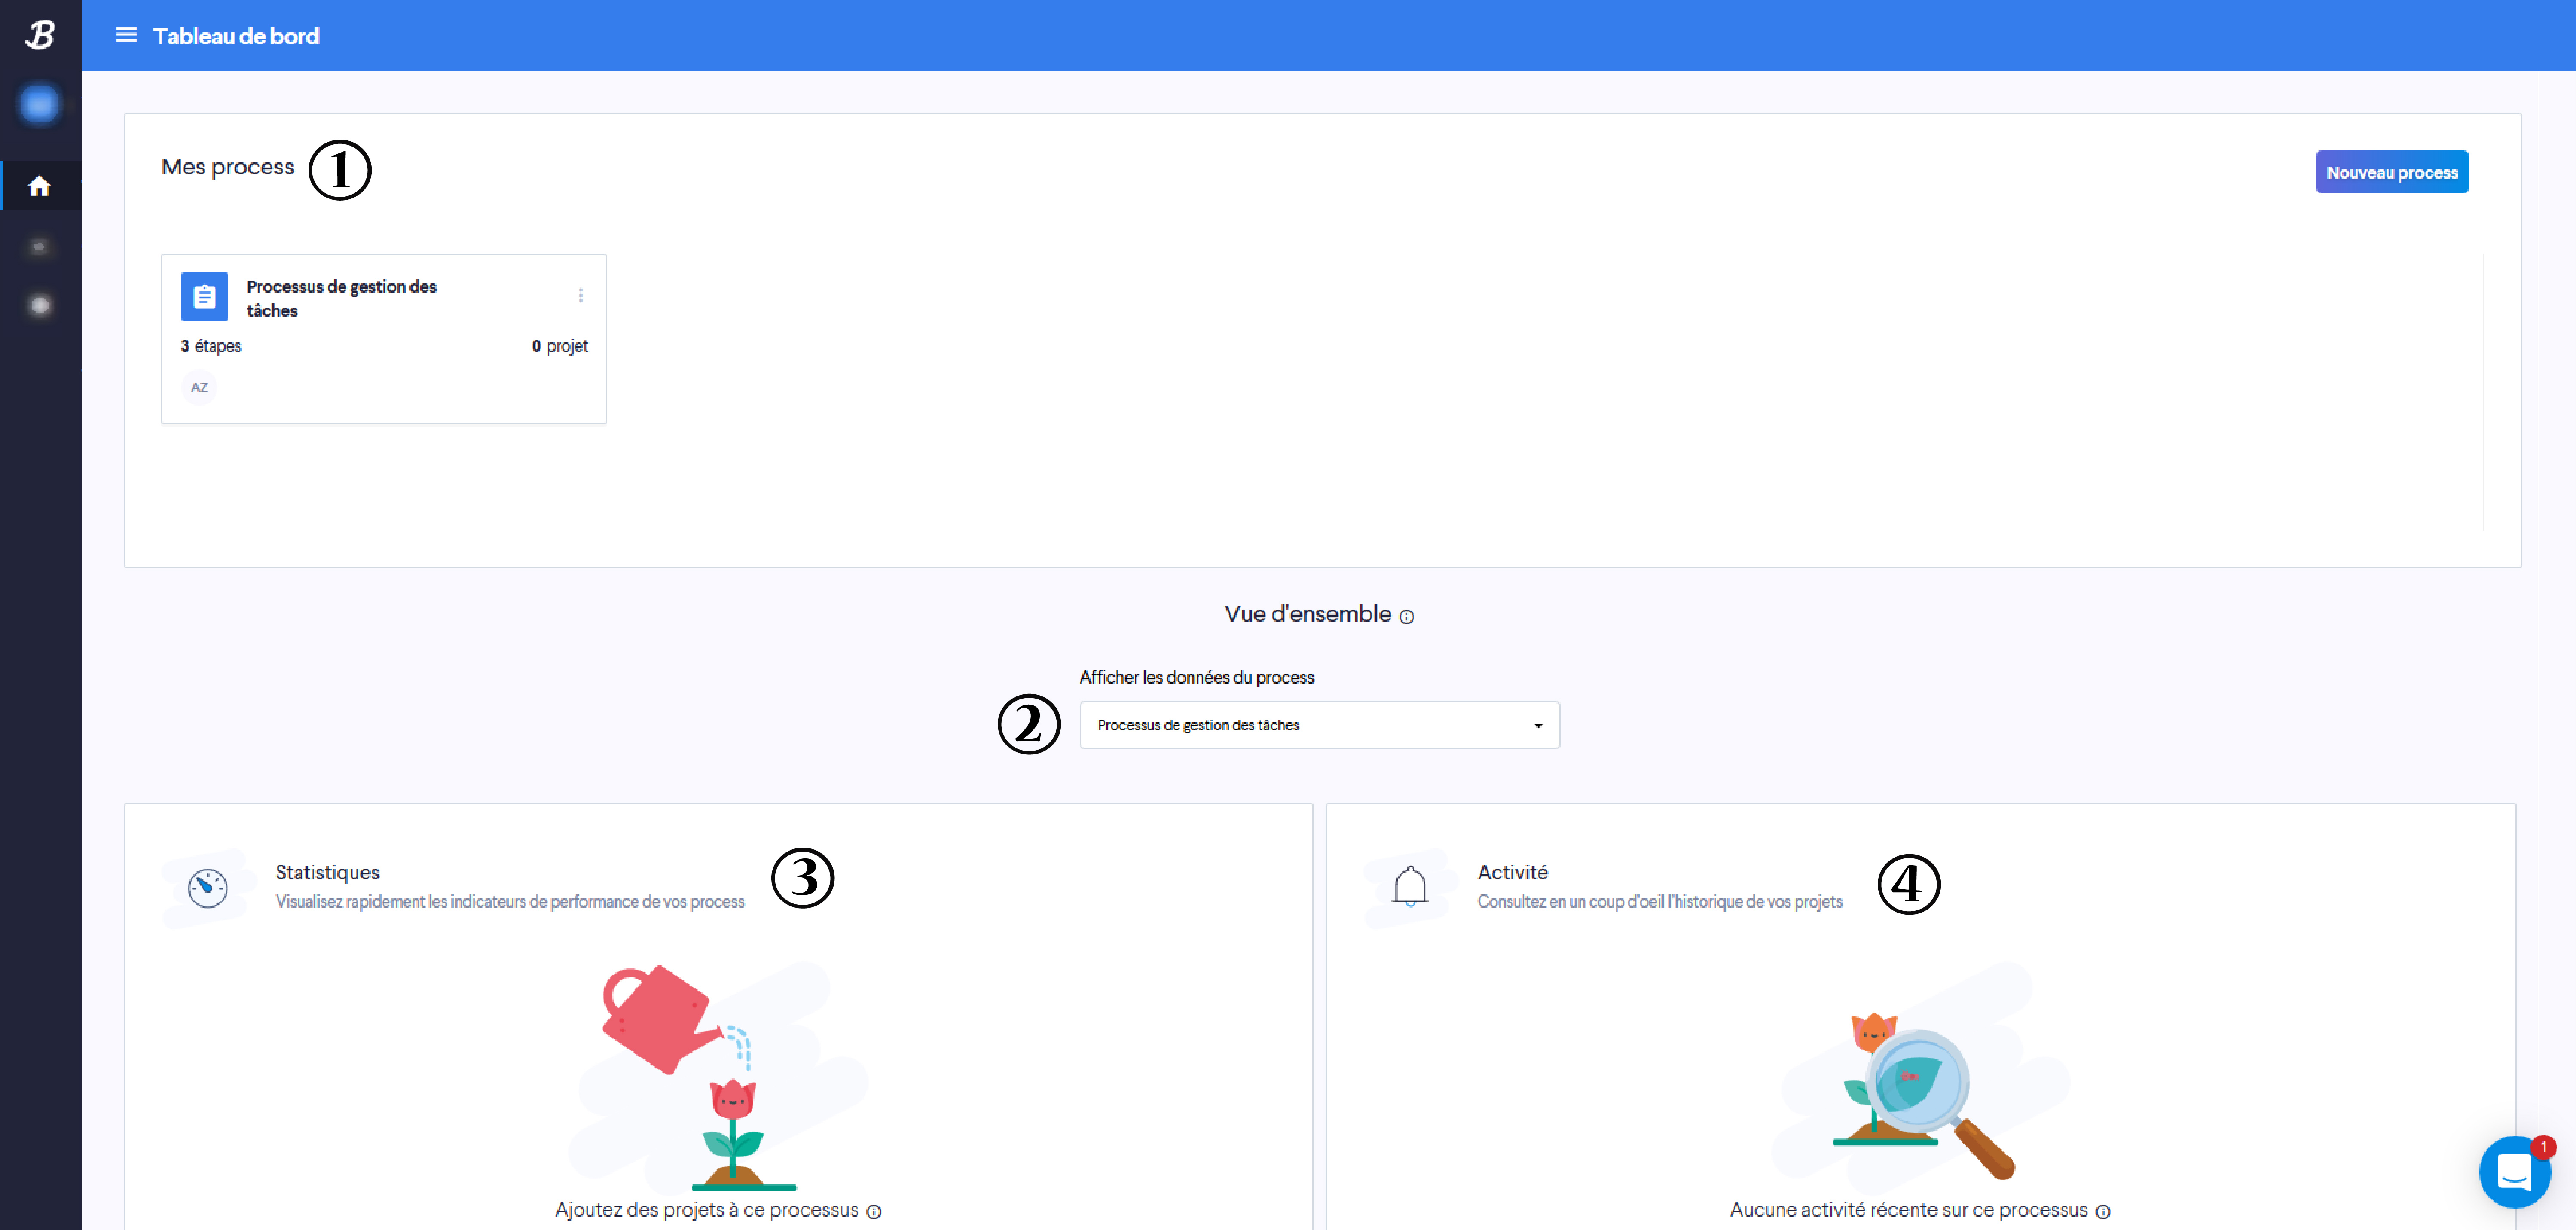 B
Tableau de bord
Mes process ①
Nouveau process
Processus de gestion des
tâches
3 étapes
0 projet
AZ
Vue d'ensemble
Afficher les données du process
② Processus de gestion des tâches
Statistiques ③
Visualisez rapidement les indicateurs de performance de vos process
Ajoutez des projets à ce processus
Activité ④
Consultez en un coup d'oeil l'historique de vos projets
Aucune activité récente sur ce processus
1